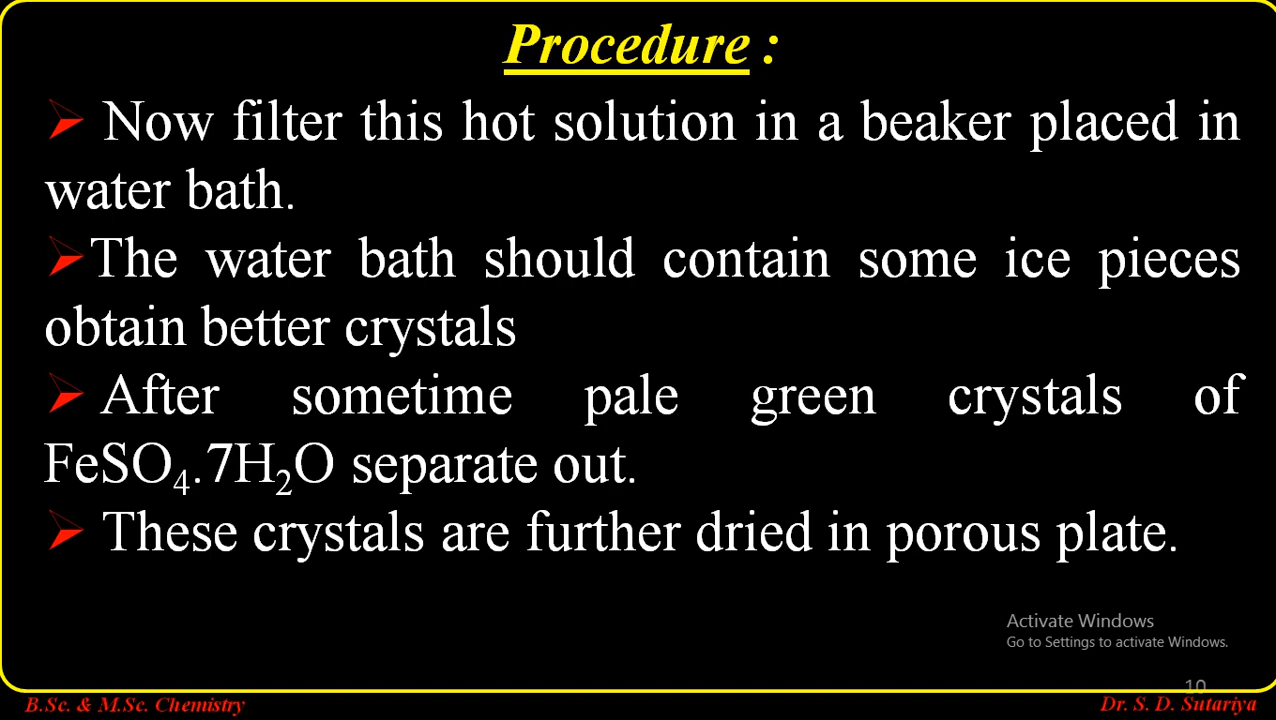 Procedure :
➤ Now filter this hot solution in a beaker placed in
water bath.
➤The water bath should contain some ice pieces
obtain better crystals
➤ After sometime pale green crystals of
FeSO₄.7H₂O separate out.
➤ These crystals are further dried in porous plate.
Activate Windows
Go to Settings to activate Windows.
10
B.Sc. & M.Sc. Chemistry
Dr. S. D. Sutariya